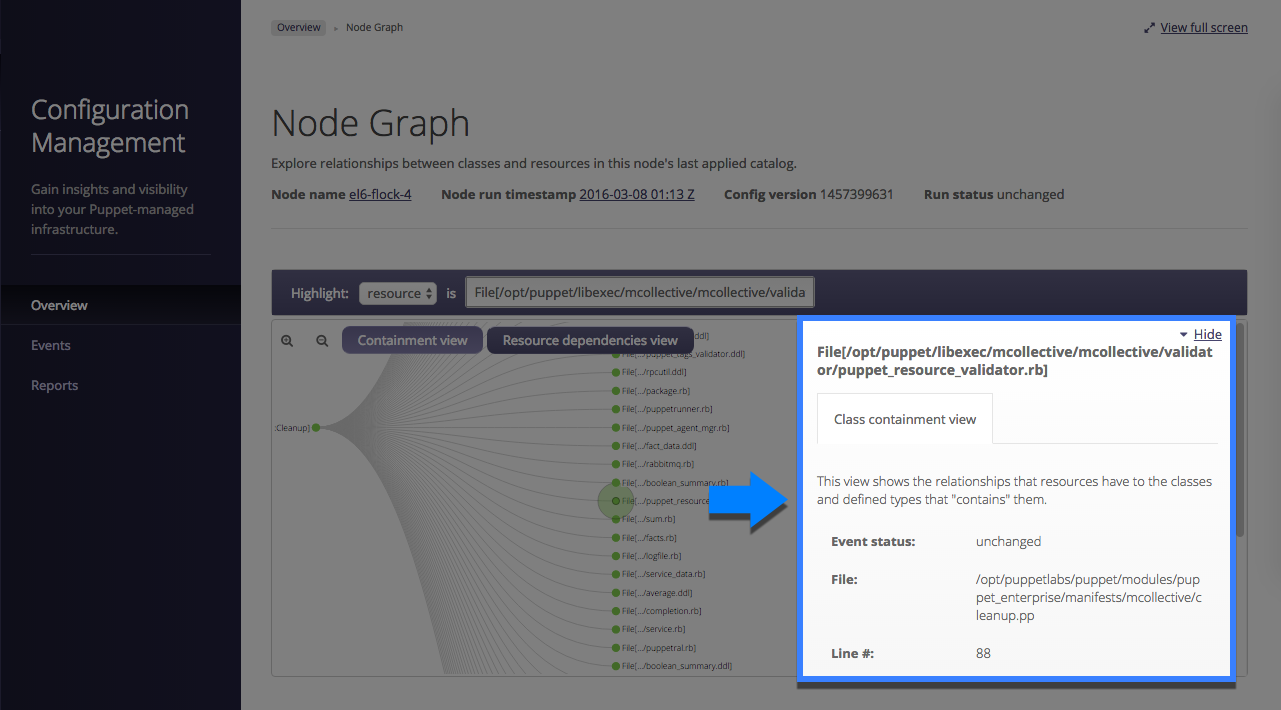 Overview ▸ Node Graph
View full screen
Configuration
Management
Gain insights and visibility
into your Puppet-managed
infrastructure.
Overview
Events
Reports
Node Graph
Explore relationships between classes and resources in this node's last applied catalog.
Node name el6-flock-4 Node run timestamp 2016-03-08 01:13 Z Config version 1457399631 Run status unchanged
Highlight: resource is File[/opt/puppet/libexec/mcollective/mcollective/valida
Containment view Resource dependencies view
ddl]
File[.../puppet_tags_validator.ddl]
File[.../rpcutil.ddl]
File[.../package.rb]
File[.../puppetrunner.rb]
:Cleanup] File[.../puppet_agent_mgr.rb]
File[.../fact_data.ddl]
File[.../rabbitmq.rb]
File[.../boolean_summary.rb]
File[.../puppet_resource
File[.../sum.rb]
File[.../facts.rb]
File[.../logfile.rb]
File[.../service_data.rb]
File[.../average.ddl]
File[.../completion.rb]
File[.../service.rb]
File[.../puppetral.rb]
File[.../boolean_summary.ddl]
Hide
File[/opt/puppet/libexec/mcollective/mcollective/validat
or/puppet_resource_validator.rb]
Class containment view
This view shows the relationships that resources have to the classes
and defined types that "contains" them.
Event status: unchanged
File: /opt/puppetlabs/puppet/modules/pup
pet_enterprise/manifests/mcollective/c
leanup.pp
Line #: 88